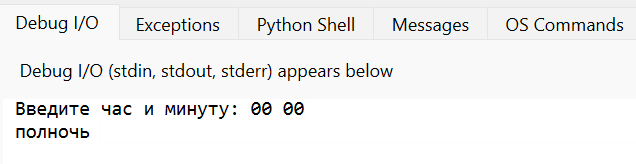 Debug I/O Exceptions Python Shell Messages OS Commands
Debug I/O (stdin, stdout, stderr) appears below
Введите час и минуту: 00 00
полночь